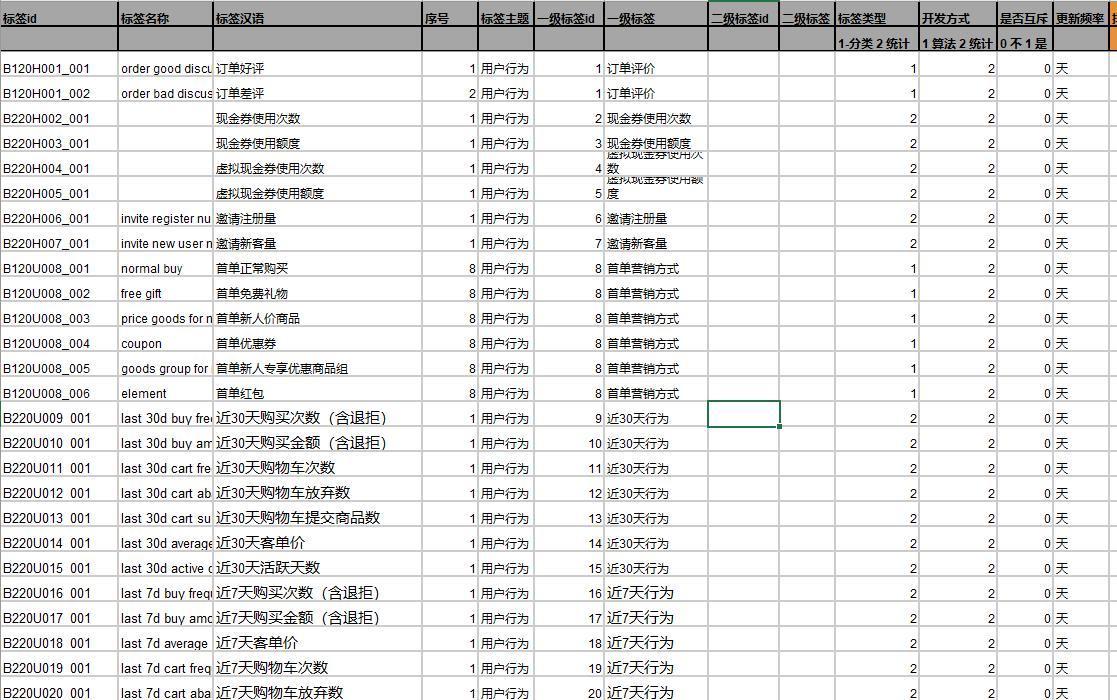 标签id 标签名称 标签汉语 序号 标签主题 一级标签id 一级标签 二级标签id 二级标签 标签类型 开发方式 是否互斥 更新频率
1-分类 2 统计 1 算法 2 统计 0 不 1 是
B120H001_001 order good discu 订单好评 1 用户行为 1 订单评价 1 2 0 天
B120H001_002 order bad discus 订单差评 2 用户行为 1 订单评价 1 2 0 天
B220H002_001 现金券使用次数 1 用户行为 2 现金券使用次数 2 2 0 天
B220H003_001 现金券使用额度 1 用户行为 3 现金券使用额度 2 2 0 天
B220H004_001 虚拟现金券使用次数 1 用户行为 4 虚拟现金券使用次数 2 2 0 天
B220H005_001 虚拟现金券使用额度 1 用户行为 5 虚拟现金券使用额度 2 2 0 天
B220H006_001 invite register nu 邀请注册量 1 用户行为 6 邀请注册量 2 2 0 天
B220H007_001 invite new user n 邀请新客量 1 用户行为 7 邀请新客量 2 2 0 天
B120U008_001 normal buy 首单正常购买 8 用户行为 8 首单营销方式 1 2 0 天
B120U008_002 free gift 首单免费礼物 8 用户行为 8 首单营销方式 1 2 0 天
B120U008_003 price goods for n 首单新人价商品 8 用户行为 8 首单营销方式 1 2 0 天
B120U008_004 coupon 首单优惠券 8 用户行为 8 首单营销方式 1 2 0 天
B120U008_005 goods group for 首单新人专享优惠商品组 8 用户行为 8 首单营销方式 1 2 0 天
B120U008_006 element 首单红包 8 用户行为 8 首单营销方式 1 2 0 天
B220U009_001 last 30d buy fre 近30天购买次数（含退拒） 1 用户行为 9 近30天行为 2 2 0 天
B220U010_001 last 30d buy am 近30天购买金额（含退拒） 1 用户行为 10 近30天行为 2 2 0 天
B220U011_001 last 30d cart fre 近30天购物车次数 1 用户行为 11 近30天行为 2 2 0 天
B220U012_001 last 30d cart ab 近30天购物车放弃数 1 用户行为 12 近30天行为 2 2 0 天
B220U013_001 last 30d cart su 近30天购物车提交商品数 1 用户行为 13 近30天行为 2 2 0 天
B220U014_001 last 30d average 近30天客单价 1 用户行为 14 近30天行为 2 2 0 天
B220U015_001 last 30d active 近30天活跃天数 1 用户行为 15 近30天行为 2 2 0 天
B220U016_001 last 7d buy freq 近7天购买次数（含退拒） 1 用户行为 16 近7天行为 2 2 0 天
B220U017_001 last 7d buy amo 近7天购买金额（含退拒） 1 用户行为 17 近7天行为 2 2 0 天
B220U018_001 last 7d average 近7天客单价 1 用户行为 18 近7天行为 2 2 0 天
B220U019_001 last 7d cart freq 近7天购物车次数 1 用户行为 19 近7天行为 2 2 0 天
B220U020_001 last 7d cart aba 近7天购物车放弃数 1 用户行为 20 近7天行为 2 2 0 天